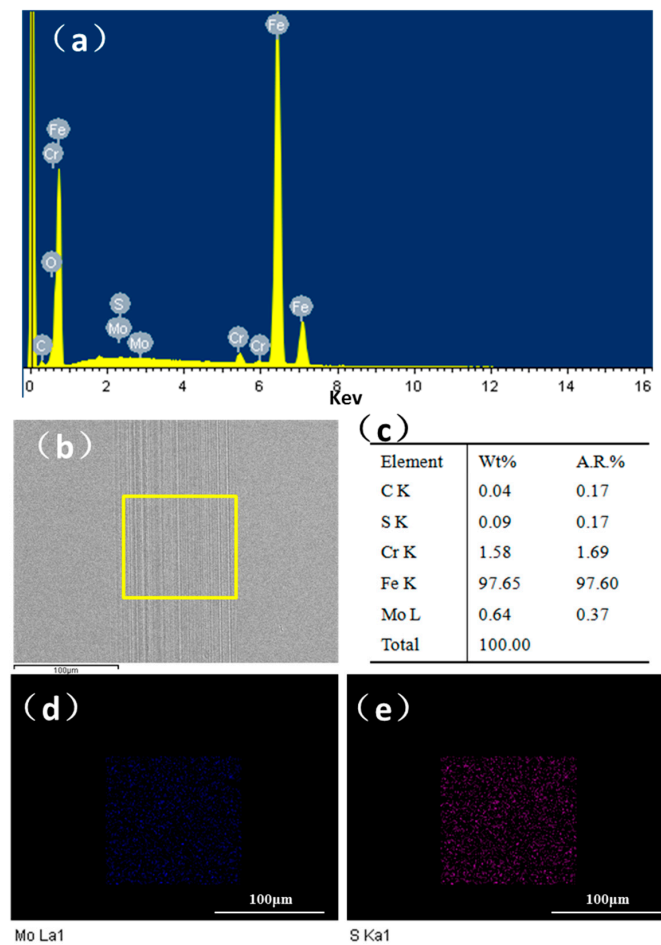 （a）
Fe
Fe
Cr
O
S
Mo
C
Mo
Cr
Cr
Fe
0 2 4 6 8 10 12 14 16
Kev
（b）
100μm
（c）
Element Wt% A.R.%
C K 0.04 0.17
S K 0.09 0.17
Cr K 1.58 1.69
Fe K 97.65 97.60
Mo L 0.64 0.37
Total 100.00
（d）
100μm
Mo La1
（e）
100μm
S Ka1